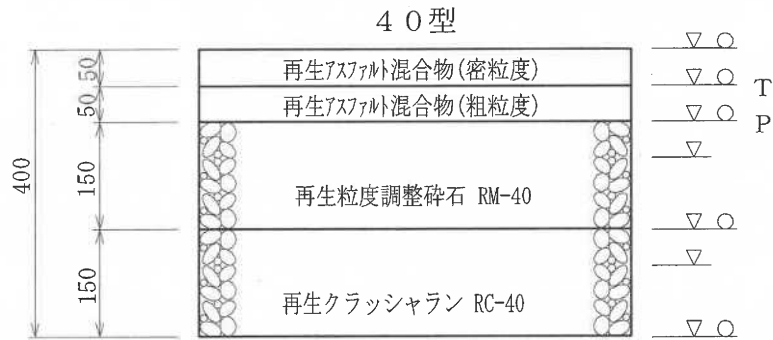 40型
50
再生アスファルト混合物(密粒度)
T
50
再生アスファルト混合物(粗粒度)
P
400
150
再生粒度調整砕石 RM-40
150
再生クラッシャラン RC-40